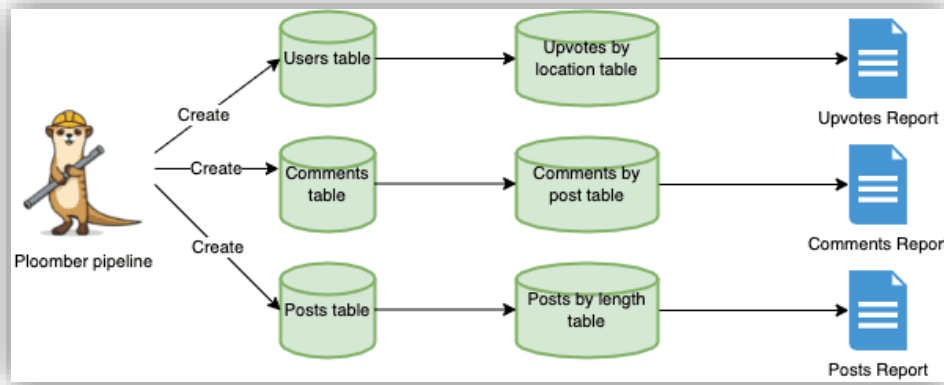 Users table
Upvotes by
location table
Upvotes Report
Create
Create
Comments
table
Comments by
post table
Comments Report
Ploomber pipeline
Create
Posts table
Posts by length
table
Posts Report